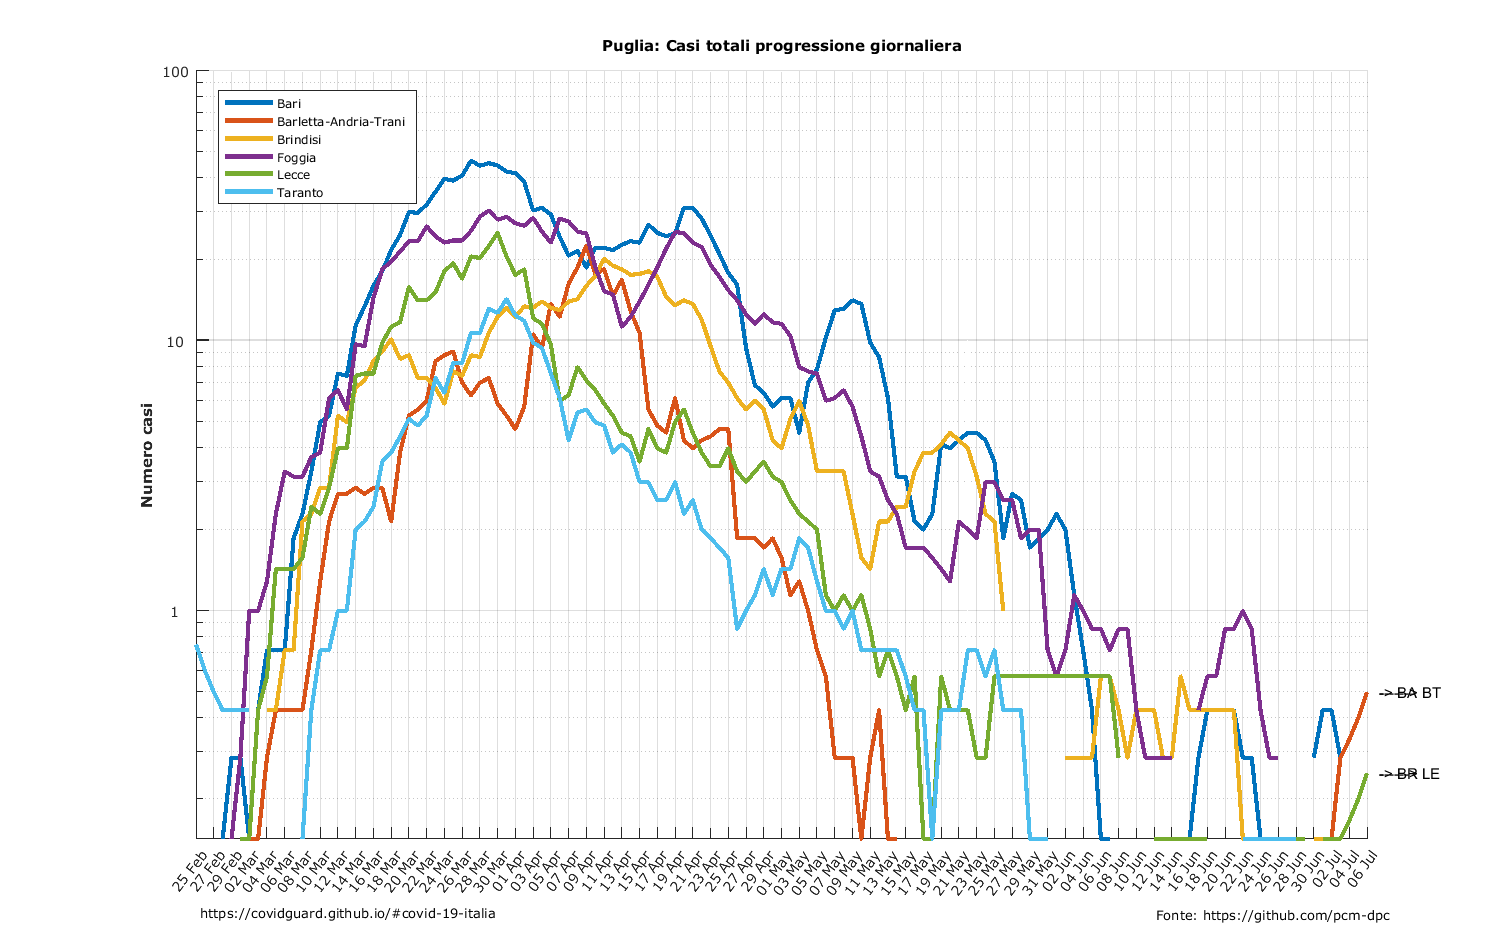 Puglia: Casi totali progressione giornaliera
100
10
1
Numero casi
Bari
Barletta-Andria-Trani
Brindisi
Foggia
Lecce
Taranto
-> BA BT
-> BR LE
25 Feb
27 Feb
29 Feb
02 Mar
04 Mar
06 Mar
08 Mar
10 Mar
12 Mar
14 Mar
16 Mar
18 Mar
20 Mar
22 Mar
24 Mar
26 Mar
28 Mar
30 Mar
01 Apr
03 Apr
05 Apr
07 Apr
09 Apr
11 Apr
13 Apr
15 Apr
17 Apr
19 Apr
21 Apr
23 Apr
25 Apr
27 Apr
29 Apr
01 May
03 May
05 May
07 May
09 May
11 May
13 May
15 May
17 May
19 May
21 May
23 May
25 May
27 May
29 May
31 May
02 Jun
04 Jun
06 Jun
08 Jun
10 Jun
12 Jun
14 Jun
16 Jun
18 Jun
20 Jun
22 Jun
24 Jun
26 Jun
28 Jun
30 Jun
02 Jul
04 Jul
06 Jul
https://covidguard.github.io/#covid-19-italia
Fonte: https://github.com/pcm-dpc